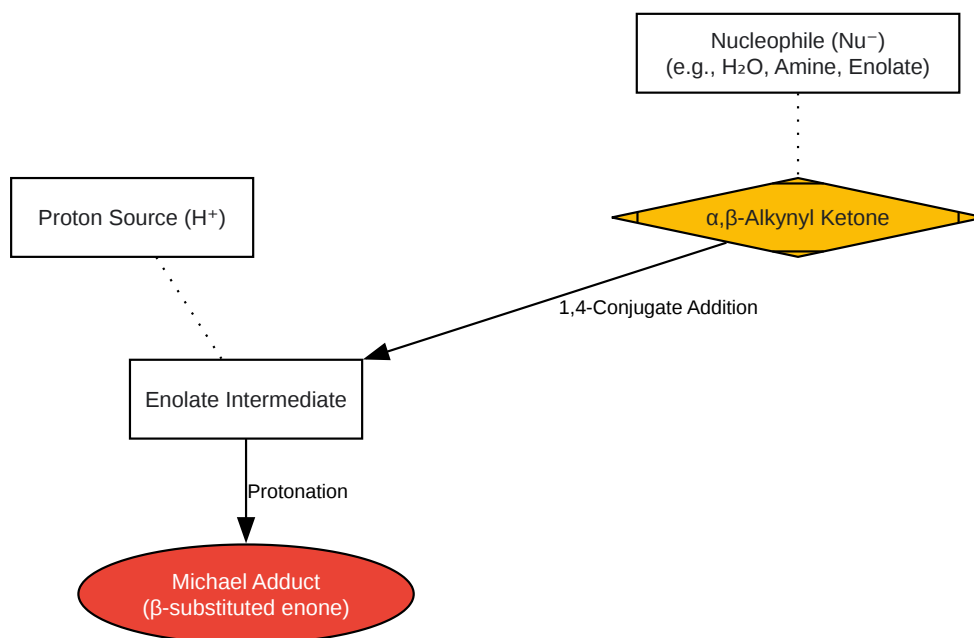 Nucleophile (Nu⁻)
(e.g., H₂O, Amine, Enolate)
Proton Source (H⁺)
α,β-Alkynyl Ketone
1,4-Conjugate Addition
Enolate Intermediate
Protonation
Michael Adduct
(β-substituted enone)